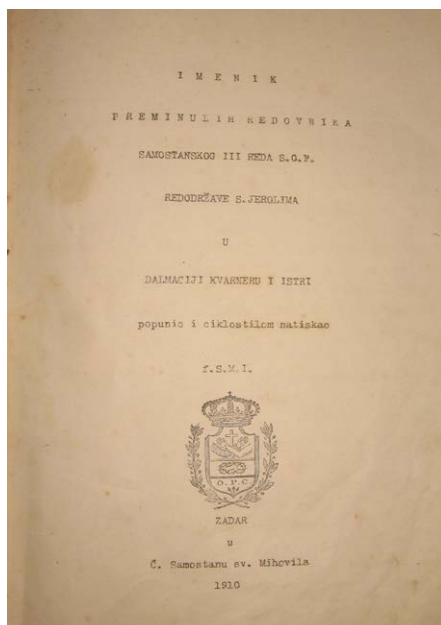 I M E N I K
P R E M I N U L I H  R E D O V N I K A
SAMOSTANSKOG III REDA S.O.F.
REDODRŽAVE S.JEROLIMA
U
DALMACIJI KVARNERU I ISTRI
popunio i ciklostilom natiskao
f.S.M.I.
O.P.C
ZADAR
u
Č. Samostanu sv. Mihovila
1910